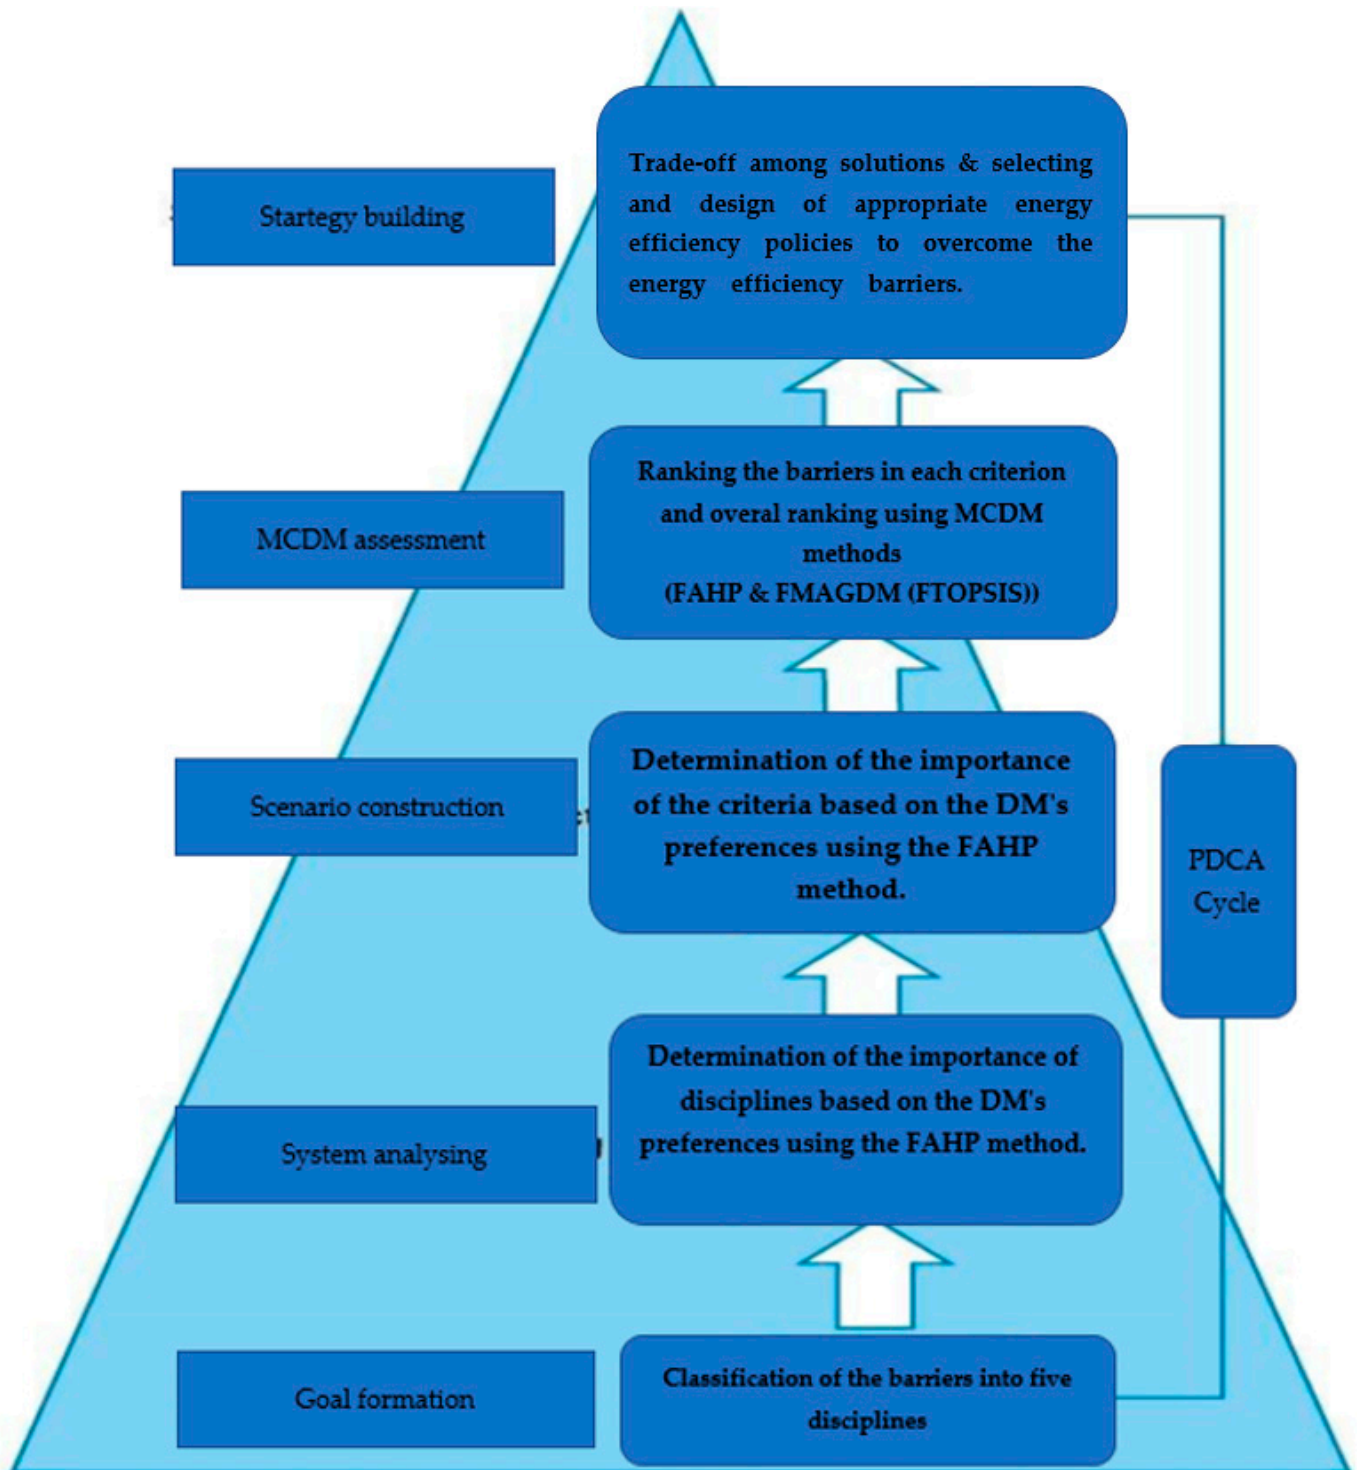 Startegy building
Trade-off among solutions & selecting
and design of appropriate energy
efficiency policies to overcome the
energy efficiency barriers.
MCDM assessment
Ranking the barriers in each criterion
and overal ranking using MCDM
methods
(FAHP & FMAGDM (FTOPSIS))
Scenario construction
Determination of the importance
of the criteria based on the DM's
preferences using the FAHP
method.
PDCA
Cycle
System analysing
Determination of the importance of
disciplines based on the DM's
preferences using the FAHP method.
Goal formation
Classification of the barriers into five
disciplines